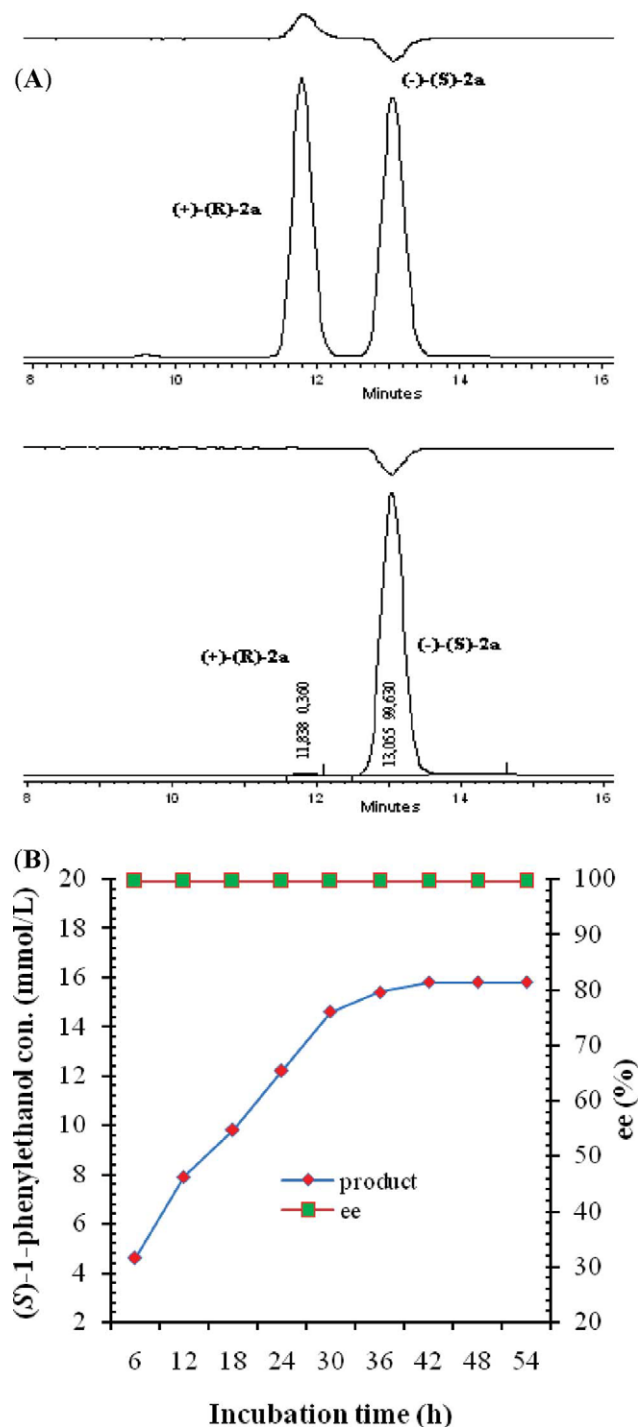 (A)
(-)-(S)-2a
(+)-(R)-2a
8 10 12 14 16
Minutes
(+)-(R)-2a
(-)-(S)-2a
11,838 0,360
13,055 99,630
8 10 12 14 16
Minutes
(B)
(S)-1-phenylethanol con. (mmol/L)
20
18
16
14
12
10
8
6
4
2
100
90
80
70
60
50
40
30
20
ee (%)
product
ee
6 12 18 24 30 36 42 48 54
Incubation time (h)